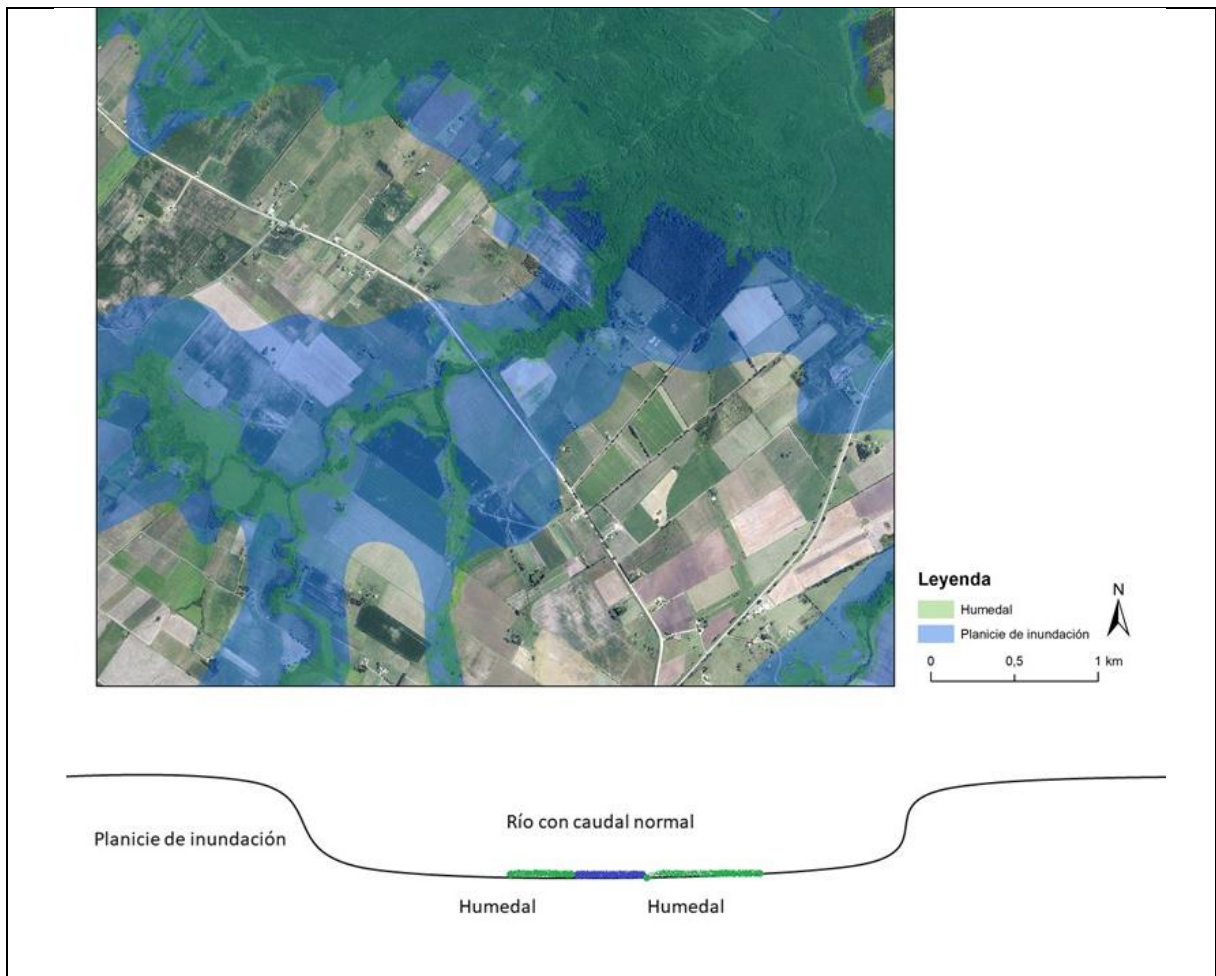 Leyenda
Humedal
Planicie de inundación
N
0 0,5 1 km
Planicie de inundación
Río con caudal normal
Humedal Humedal